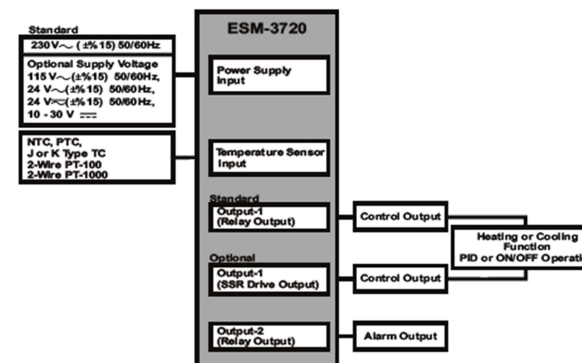 Standard
230V~ (±%15) 50/60Hz
Optional Supply Voltage
115 V~(±%15) 50/60Hz,
24 V~(±%15) 50/60Hz,
24 V≂(±%15) 50/60Hz,
10 - 30 V ⎓
NTC, PTC,
J or K Type TC
2-Wire PT-100
2-Wire PT-1000
ESM-3720
Power Supply
Input
Temperature Sensor
Input
Standard
Output-1
(Relay Output)
Optional
Output-1
(SSR Drive Output)
Output-2
(Relay Output)
Control Output
Control Output
Alarm Output
Heating or Cooling
Function
PID or ON/OFF Operati